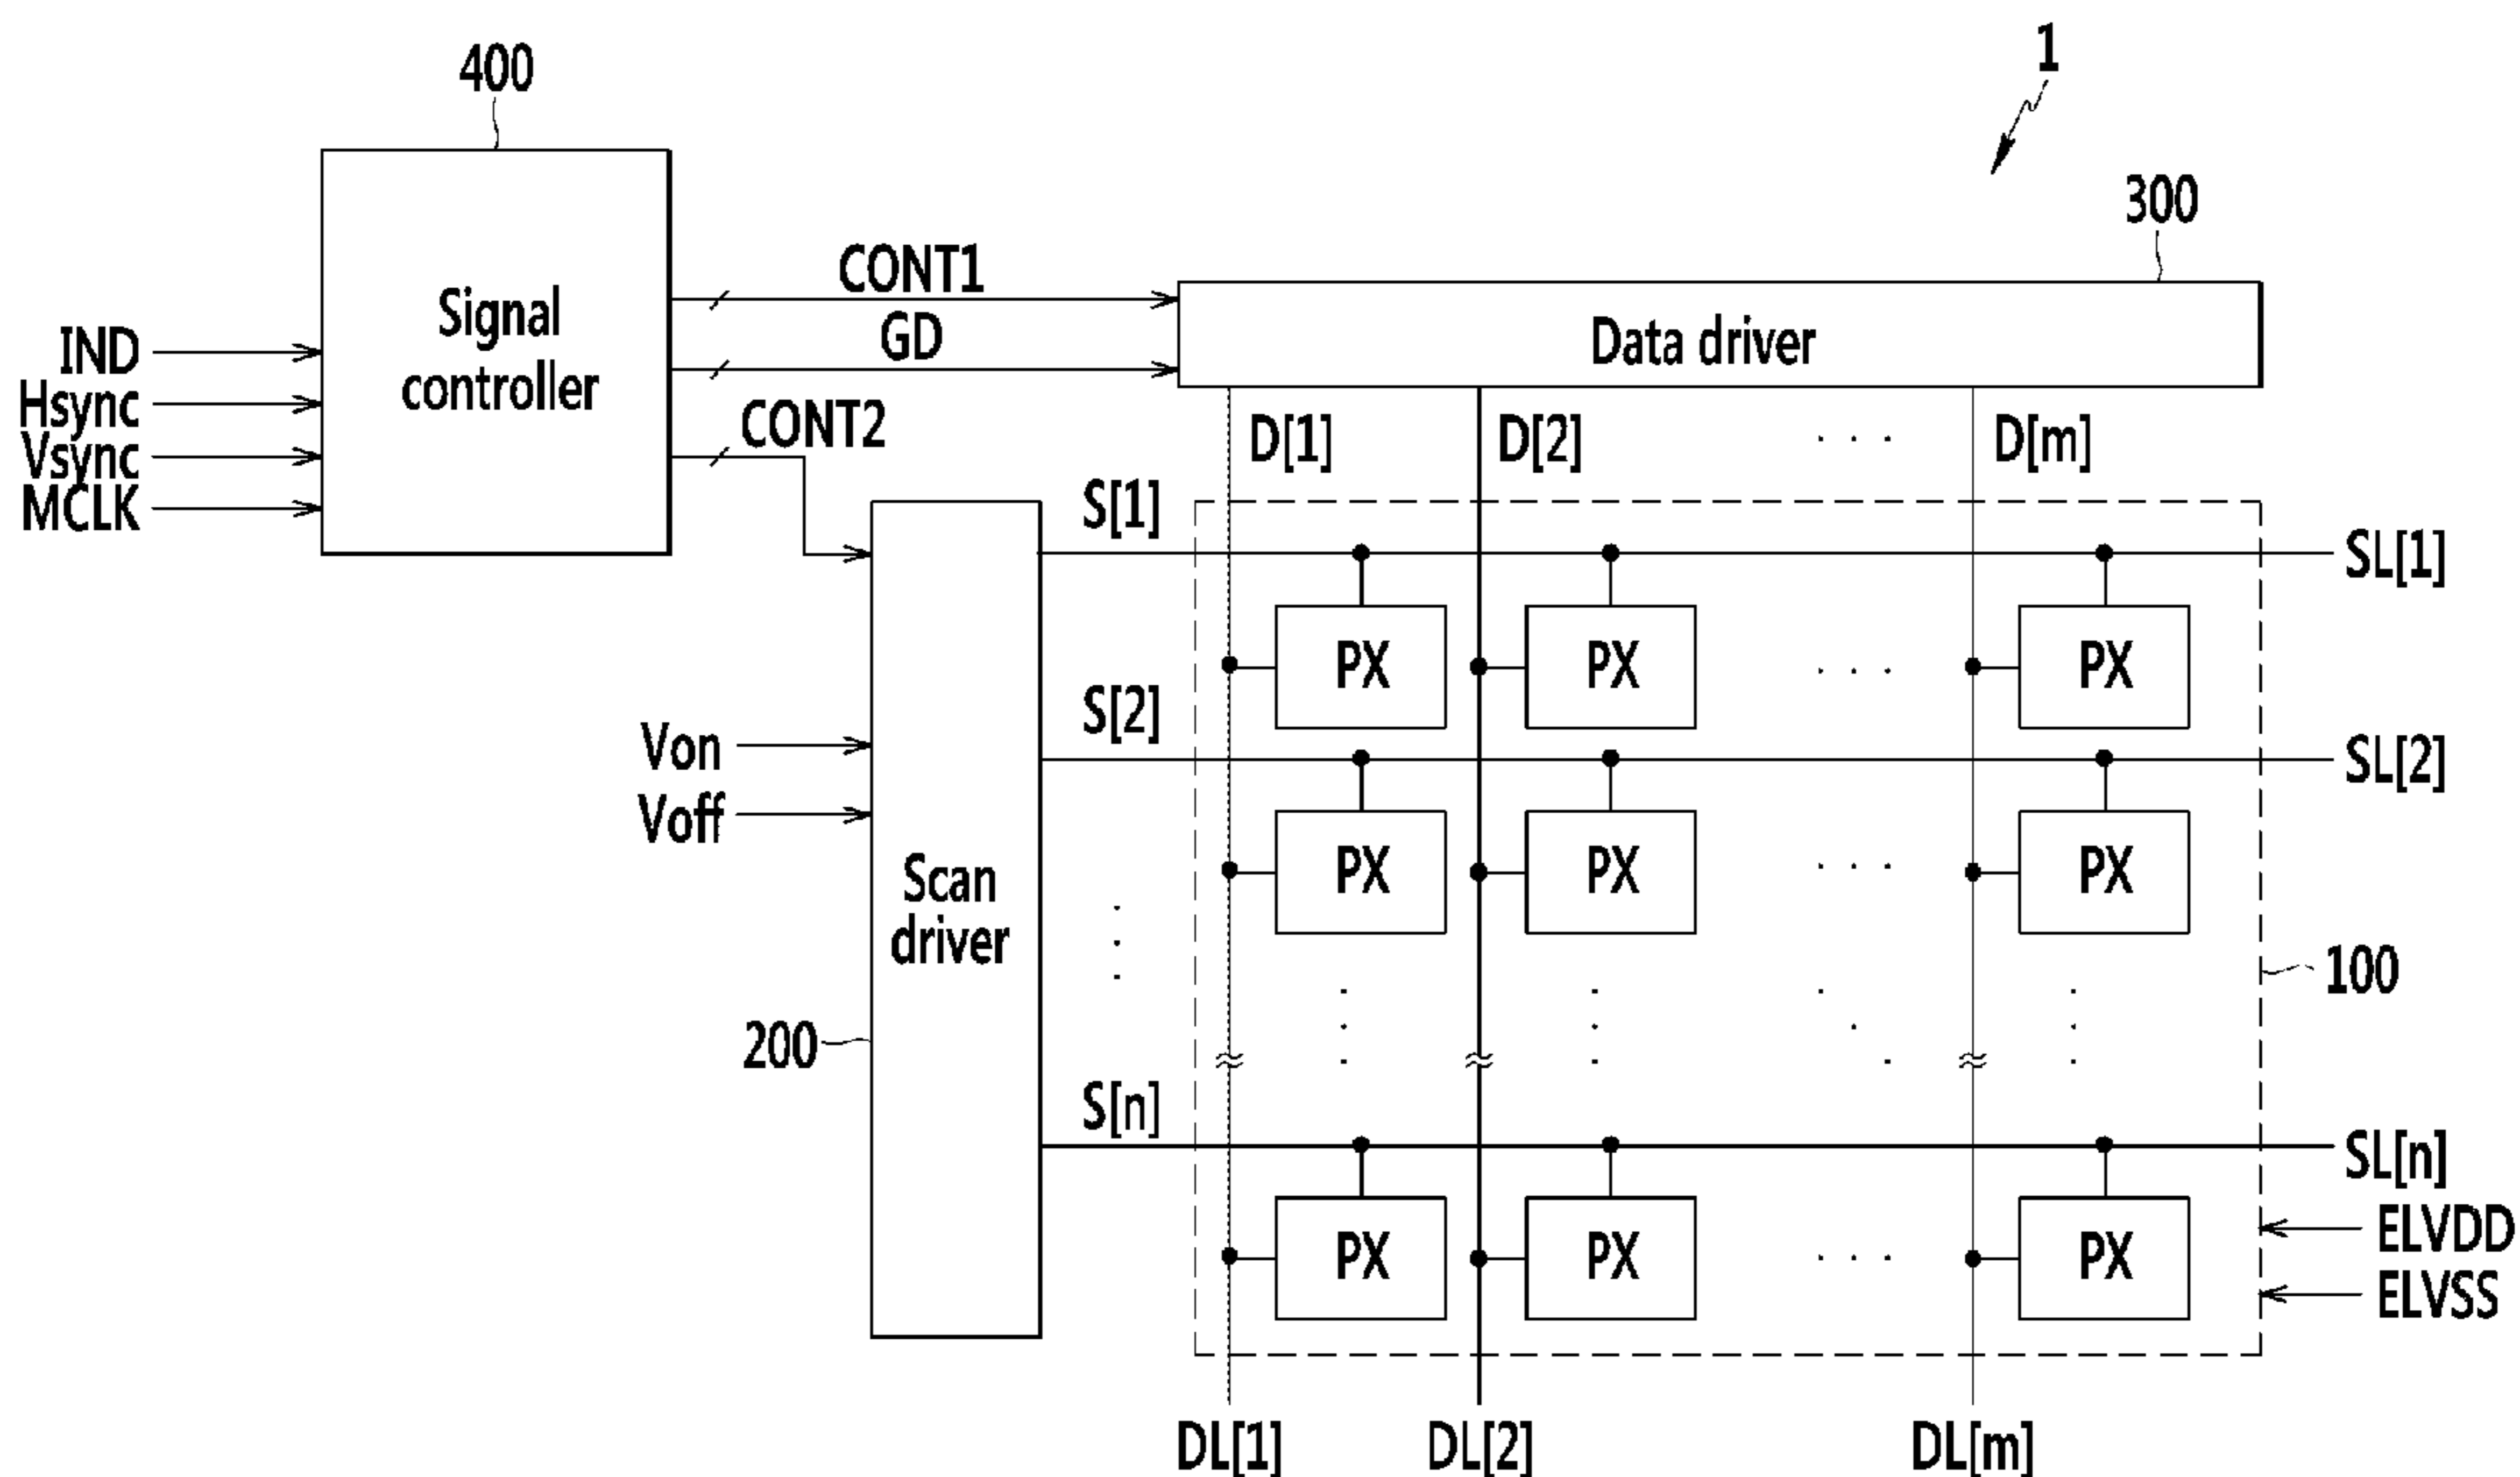 1
400
300
Signal
controller
CONT1
GD
CONT2
Data driver
IND
Hsync
Vsync
MCLK
D[1] D[2] . . . D[m]
S[1]
SL[1]
PX PX . . . PX
S[2]
SL[2]
Von
Voff
PX PX . . . PX
Scan
driver
100
200
S[n]
SL[n]
PX PX . . . PX
ELVDD
ELVSS
DL[1] DL[2] DL[m]